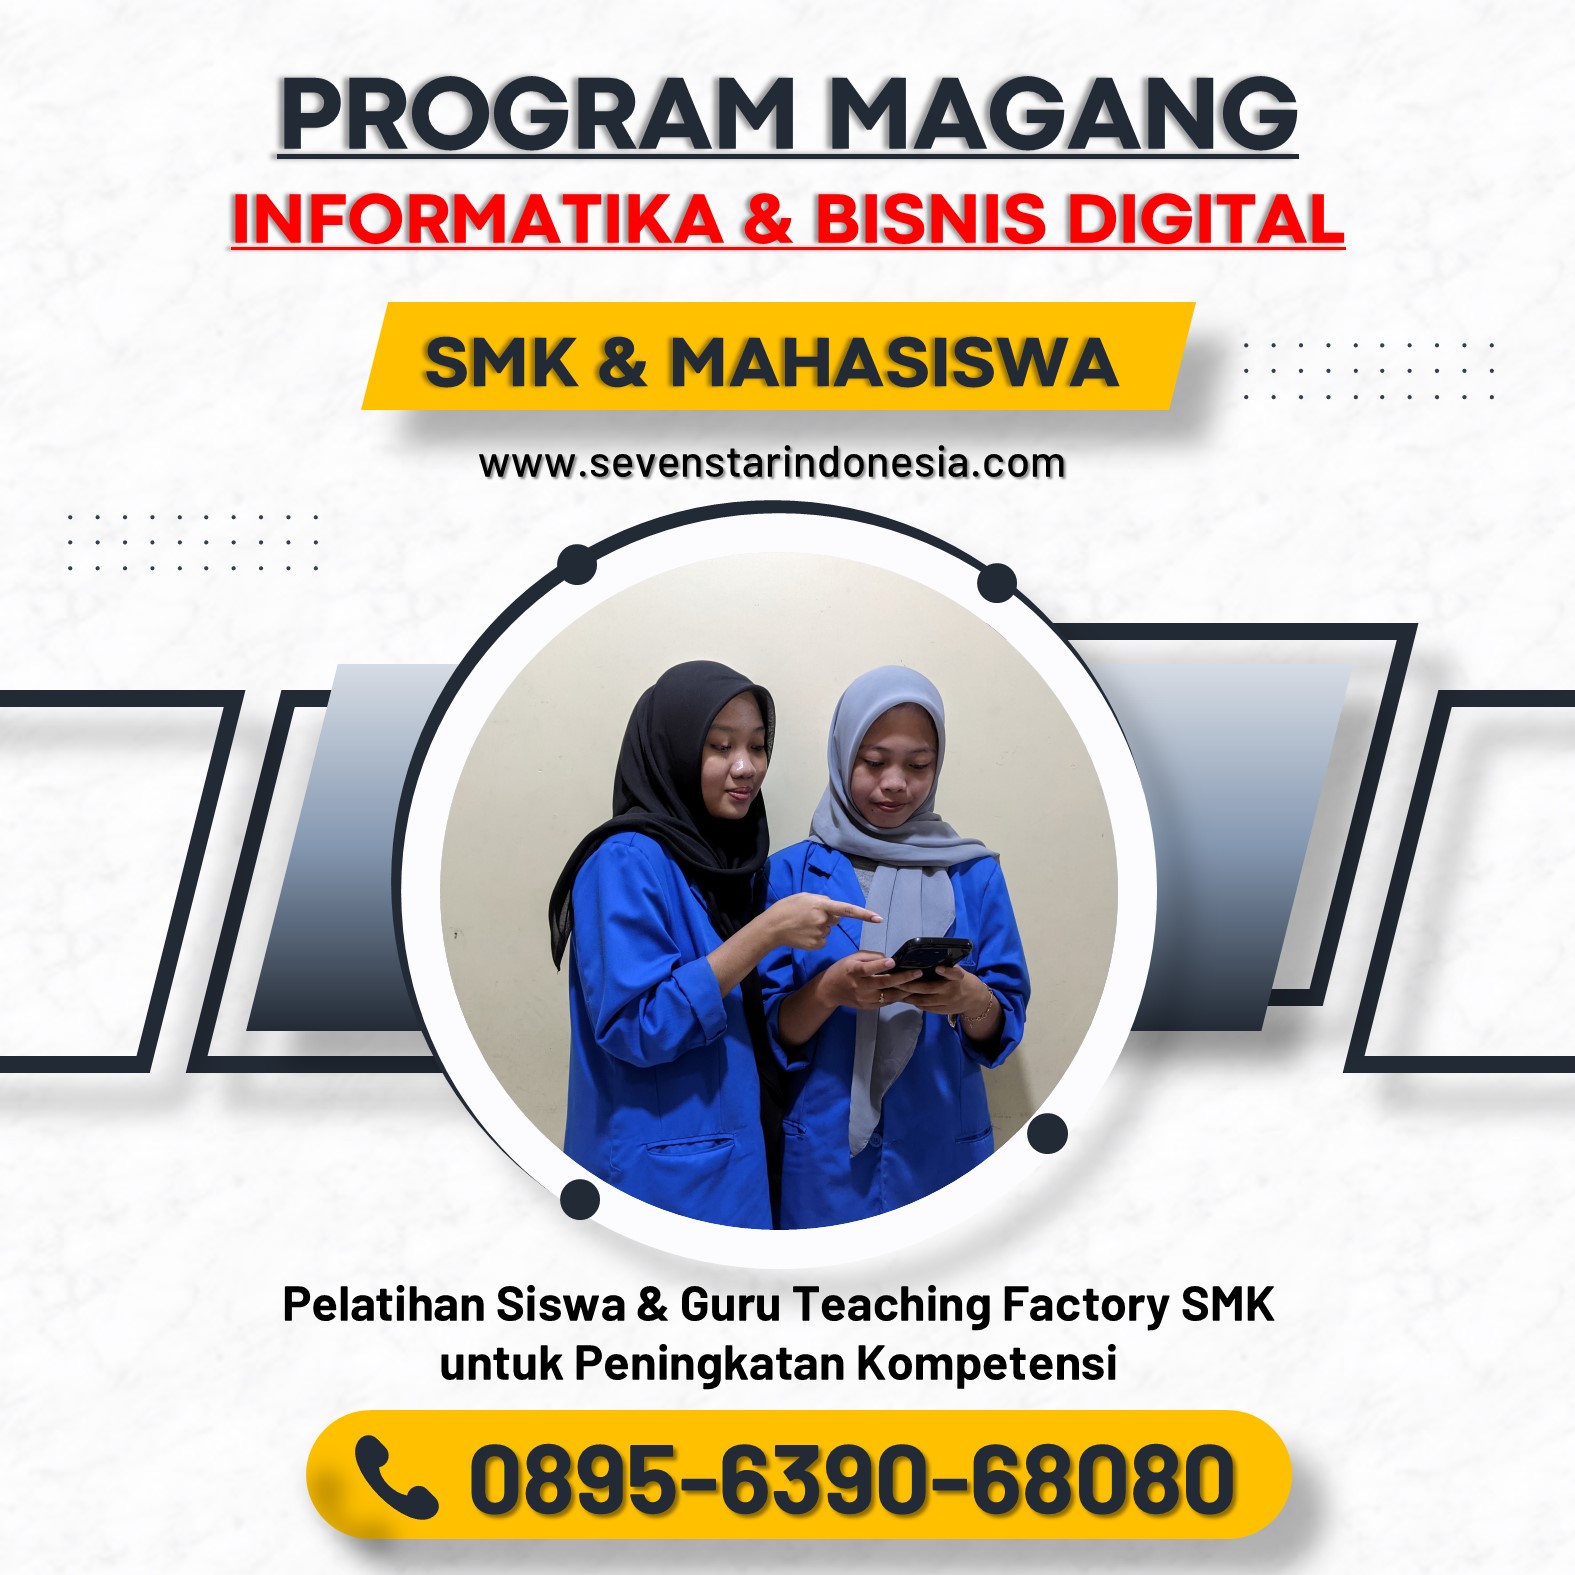 PROGRAM MAGANG
INFORMATIKA & BISNIS DIGITAL
SMK & MAHASISWA
www.sevenstarindonesia.com
Pelatihan Siswa & Guru Teaching Factory SMK
untuk Peningkatan Kompetensi
0895-6390-68080